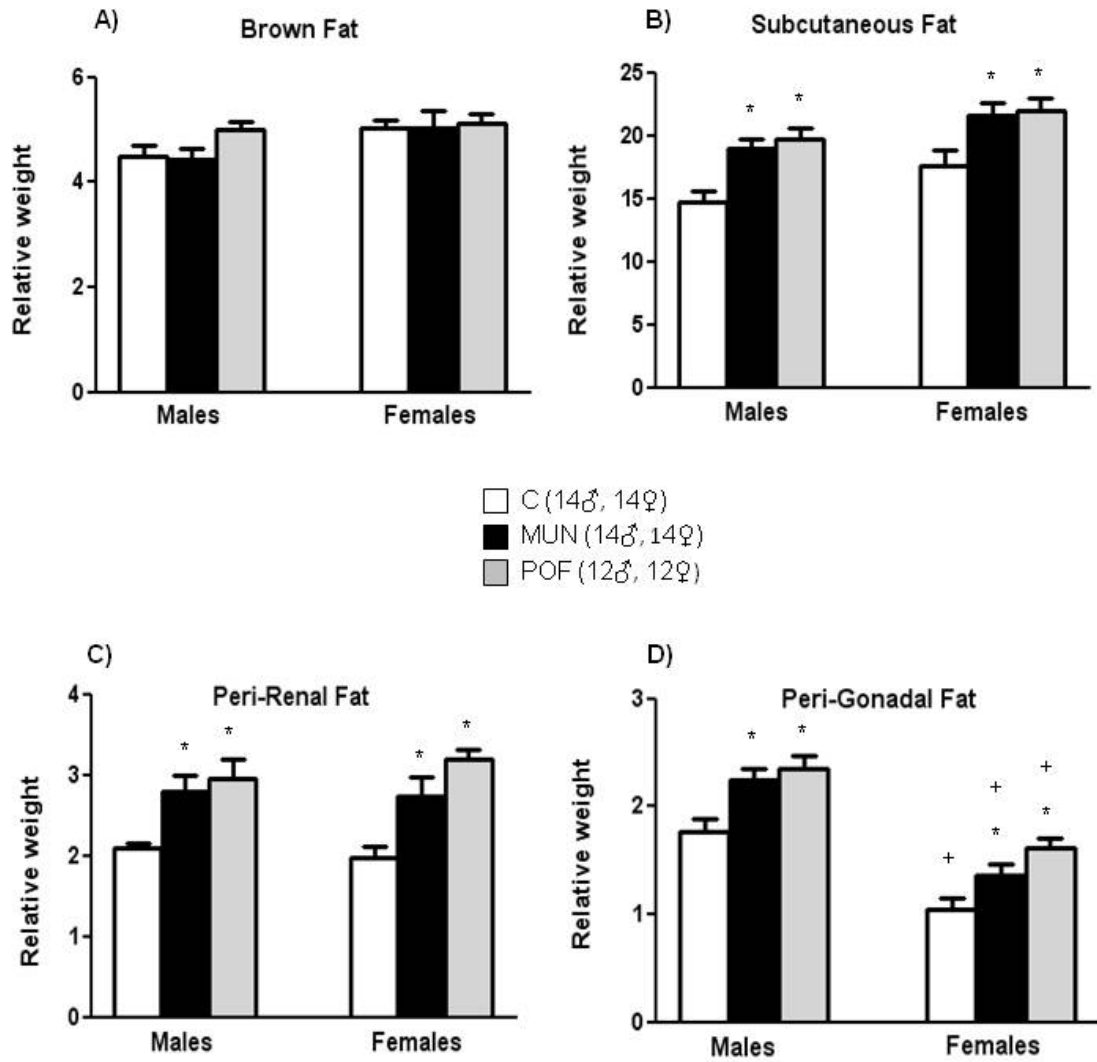 A)
Brown Fat
Relative weight
6
4
2
0
Males
Females
B)
Subcutaneous Fat
Relative weight
25
20
15
10
5
0
* * * *
Males
Females
C (14♂, 14♀)
MUN (14♂, 14♀)
POF (12♂, 12♀)
C)
Peri-Renal Fat
Relative weight
4
3
2
1
0
* * * *
Males
Females
D)
Peri-Gonadal Fat
Relative weight
3
2
1
0
* *
+ + +
* *
Males
Females